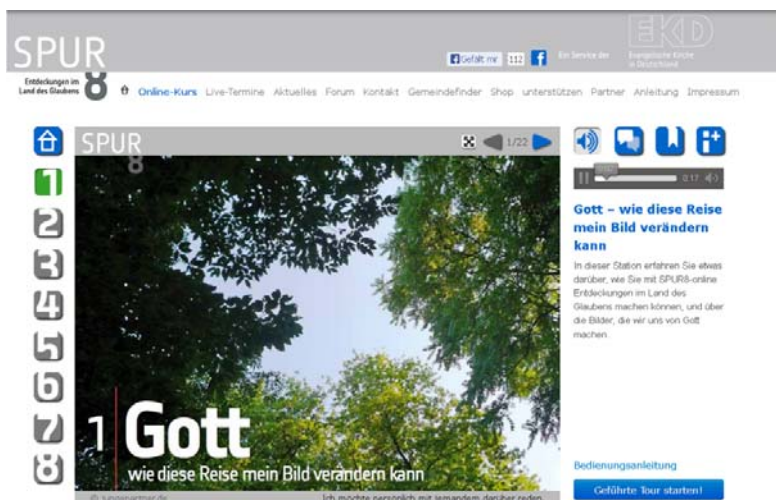 SPUR
8
Entdeckungen im
Land des Glaubens
Gefällt mir 112 f
Ein Service der
EKD
Evangelische Kirche
in Deutschland
Online-Kurs Live-Termine Aktuelles Forum Kontakt Gemeindefinder Shop unterstützen Partner Anleitung Impressum
1
2
3
4
5
6
7
8
SPUR
8
1/22
1 Gott
wie diese Reise mein Bild verändern kann
Ich möchte persönlich mit jemandem darüber reden
0:17
Gott – wie diese Reise
mein Bild verändern
kann
In dieser Station erfahren Sie etwas
darüber, wie Sie mit SPUR8-online
Entdeckungen im Land des
Glaubens machen können, und über
die Bilder, die wir uns von Gott
machen.
Bedienungsanleitung
Geführte Tour starten!